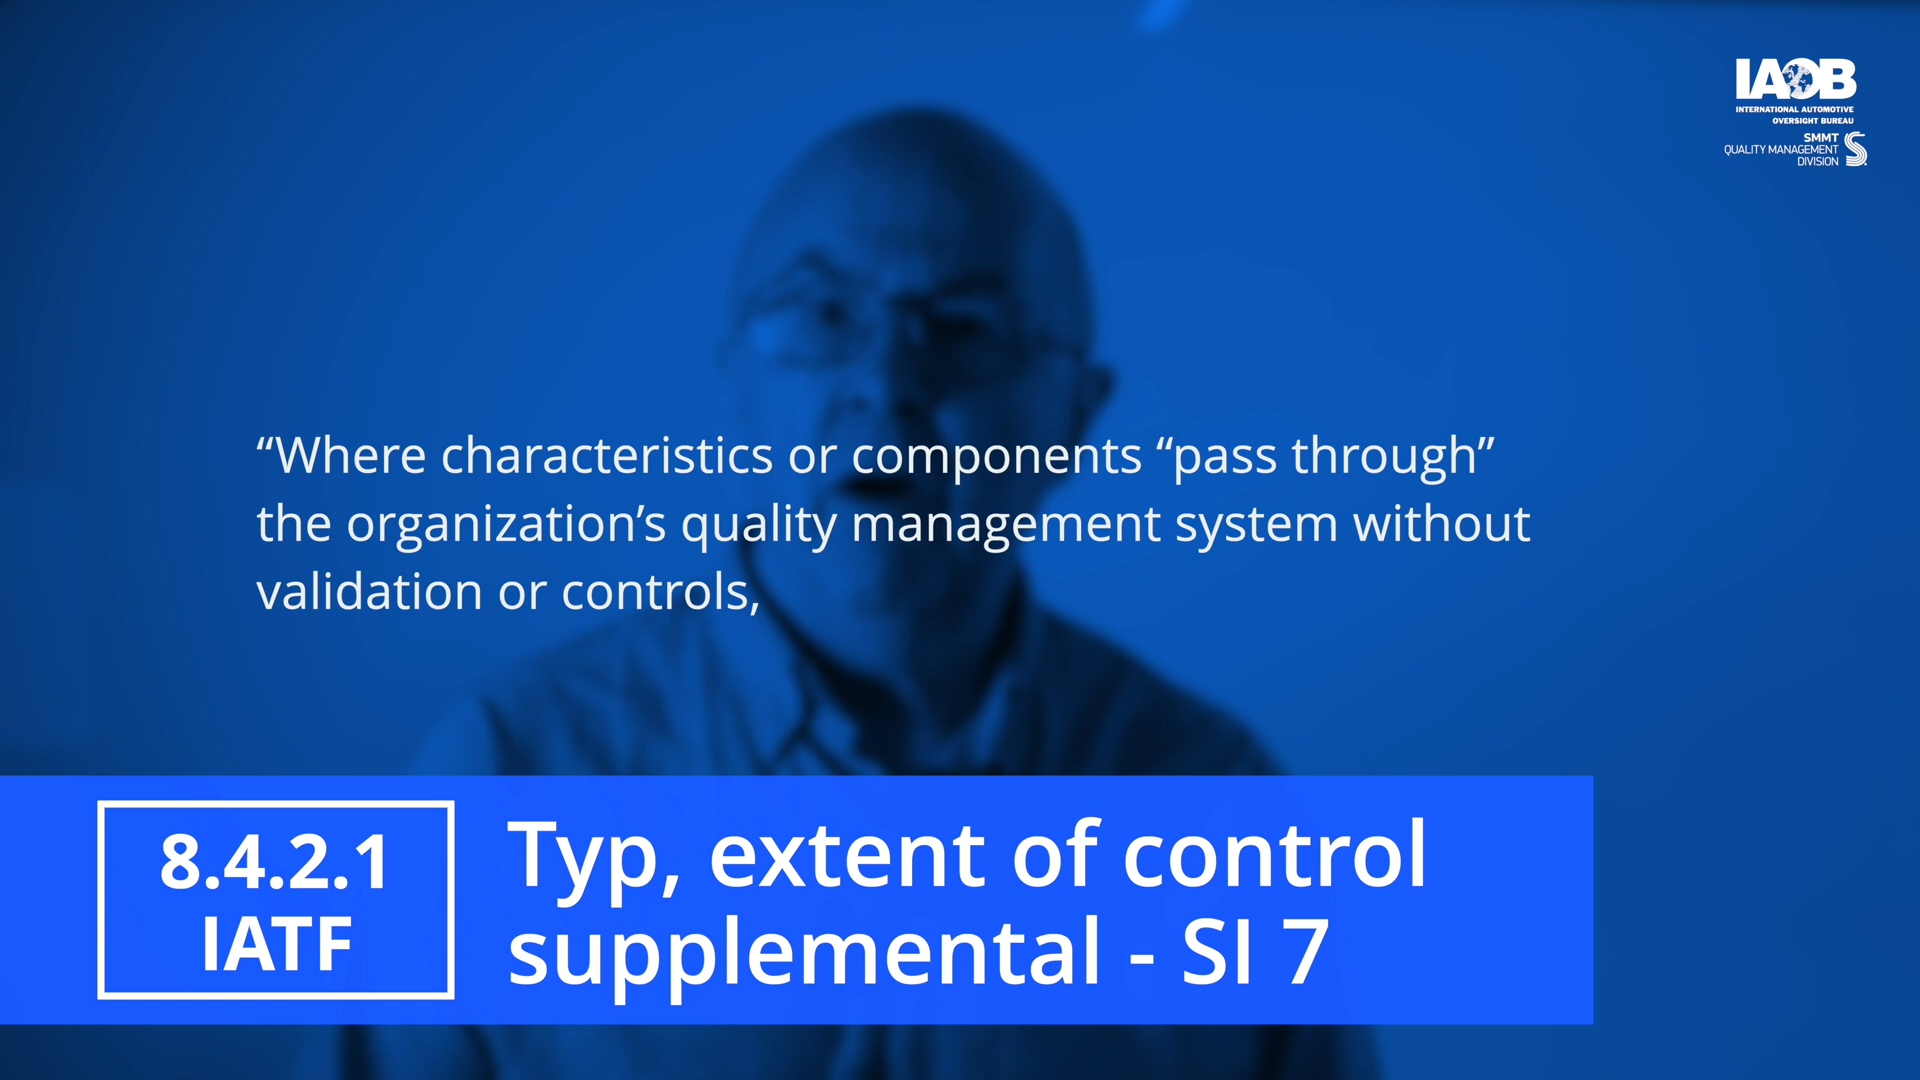 IAOB
INTERNATIONAL AUTOMOTIVE
OVERSIGHT BUREAU
SMMT
QUALITY MANAGEMENT
DIVISION
“Where characteristics or components “pass through”
the organization’s quality management system without
validation or controls,
8.4.2.1
IATF
Typ, extent of control
supplemental - SI 7